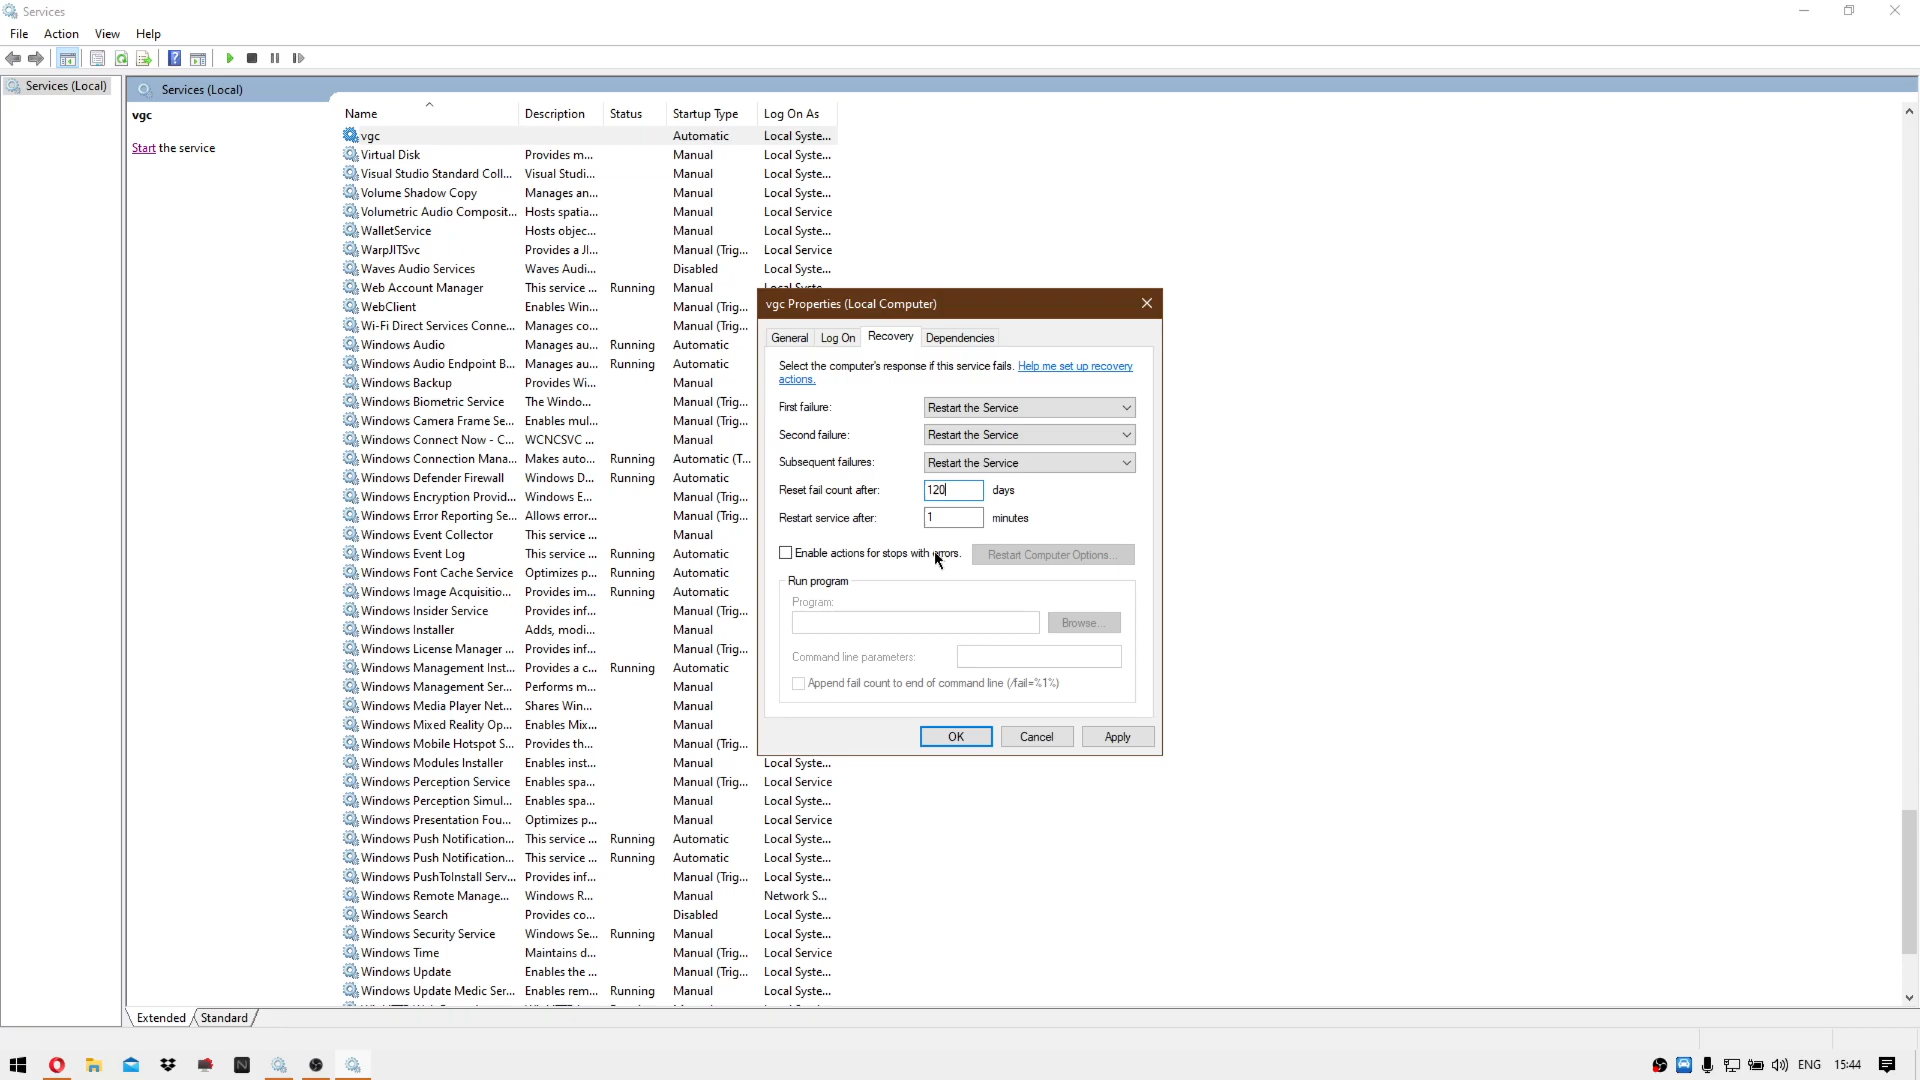 Services
File Action View Help
Services (Local)
Services (Local)
vgc
Start the service
Name Description Status Startup Type Log On As
vgc Automatic Local Syste...
Virtual Disk Provides m... Manual Local Syste...
Visual Studio Standard Coll... Visual Studi... Manual Local Syste...
Volume Shadow Copy Manages an... Manual Local Syste...
Volumetric Audio Composit... Hosts spatia... Manual Local Service
WalletService Hosts objec... Manual Local Syste...
WarpJITSvc Provides a JI... Manual (Trig... Local Service
Waves Audio Services Waves Audi... Disabled Local Syste...
Web Account Manager This service ... Running Manual
WebClient Enables Win... Manual (Trig...
Wi-Fi Direct Services Conne... Manages co... Manual (Trig...
Windows Audio Manages au... Running Automatic
Windows Audio Endpoint B... Manages au... Running Automatic
Windows Backup Provides Wi... Manual
Windows Biometric Service The Windo... Manual (Trig...
Windows Camera Frame Se... Enables mul... Manual (Trig...
Windows Connect Now - C... WCNCSVC ... Manual
Windows Connection Mana... Makes auto... Running Automatic (T...
Windows Defender Firewall Windows D... Running Automatic
Windows Encryption Provid... Windows E... Manual (Trig...
Windows Error Reporting Se... Allows error... Manual (Trig...
Windows Event Collector This service ... Manual
Windows Event Log This service ... Running Automatic
Windows Font Cache Service Optimizes p... Running Automatic
Windows Image Acquisitio... Provides im... Running Automatic
Windows Insider Service Provides inf... Manual (Trig...
Windows Installer Adds, modi... Manual
Windows License Manager ... Provides inf... Manual (Trig...
Windows Management Inst... Provides a c... Running Automatic
Windows Management Ser... Performs m... Manual
Windows Media Player Net... Shares Win... Manual
Windows Mixed Reality Op... Enables Mix... Manual
Windows Mobile Hotspot S... Provides th... Manual (Trig...
Windows Modules Installer Enables inst... Manual Local Syste...
Windows Perception Service Enables spa... Manual (Trig... Local Service
Windows Perception Simul... Enables spa... Manual Local Syste...
Windows Presentation Fou... Optimizes p... Manual Local Service
Windows Push Notification... This service ... Running Automatic Local Syste...
Windows Push Notification... This service ... Running Automatic Local Syste...
Windows PushToInstall Serv... Provides inf... Manual (Trig... Local Syste...
Windows Remote Manage... Windows R... Manual Network S...
Windows Search Provides co... Disabled Local Syste...
Windows Security Service Windows Se... Running Manual Local Syste...
Windows Time Maintains d... Manual (Trig... Local Service
Windows Update Enables the ... Manual (Trig... Local Syste...
Windows Update Medic Ser... Enables rem... Running Manual Local Syste...
vgc Properties (Local Computer)
General Log On Recovery Dependencies
Select the computer's response if this service fails. Help me set up recovery
actions.
First failure: Restart the Service
Second failure: Restart the Service
Subsequent failures: Restart the Service
Reset fail count after: 120 days
Restart service after: 1 minutes
Enable actions for stops with errors. Restart Computer Options...
Run program
Program:
Browse...
Command line parameters:
Append fail count to end of command line (/fail=%1%)
OK Cancel Apply
Extended Standard
ENG 15:44